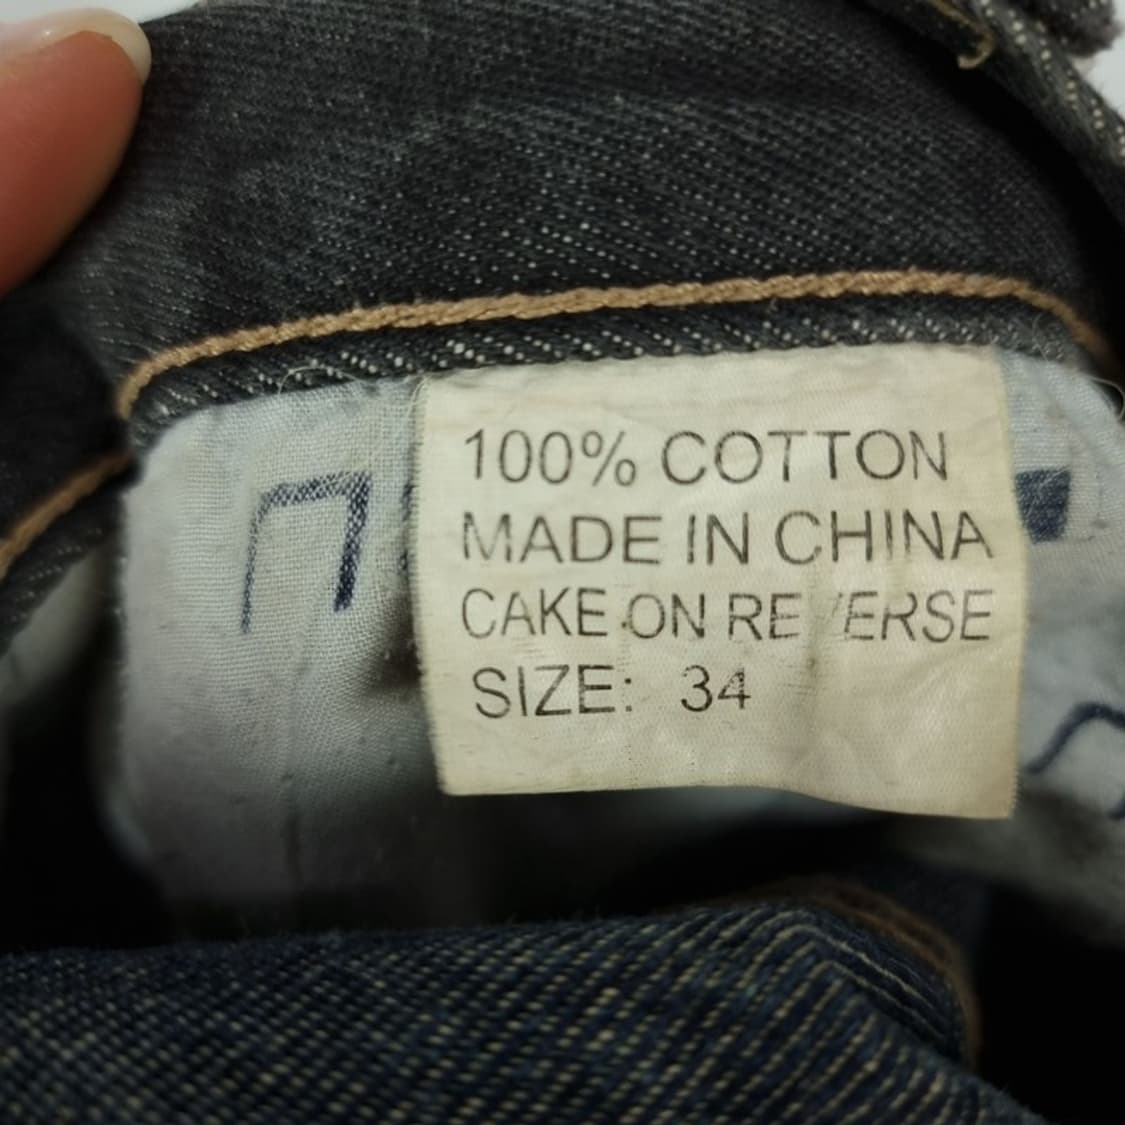 100% COTTON
MADE IN CHINA
CAKE ON REVERSE
SIZE: 34